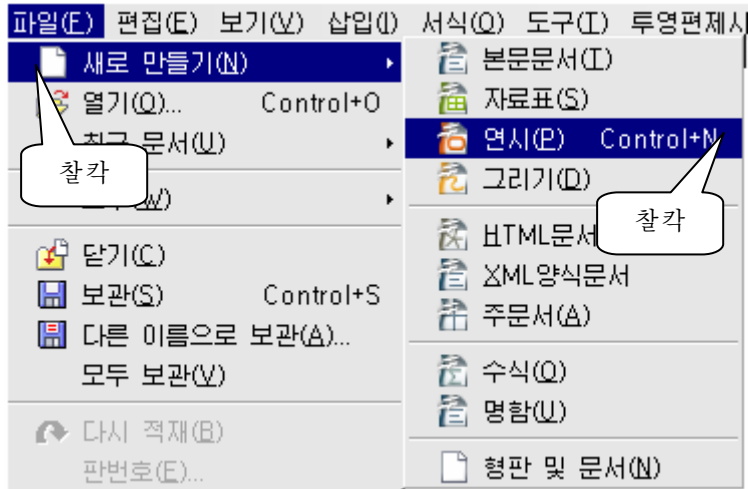 파일(F) 편집(E) 보기(V) 삽입(I) 서식(O) 도구(T) 투영편제시
새로 만들기(N)
열기(O)... Control+O
문서(U)
(W)
닫기(C)
보관(S) Control+S
다른 이름으로 보관(A)...
모두 보관(V)
다시 적재(B)
판번호(E)...
찰칵
본문문서(T)
자료표(S)
연시(P) Control+N
그리기(D)
HTML문서
XML양식문서
주문서(A)
수식(Q)
명함(U)
형판 및 문서(N)
찰칵